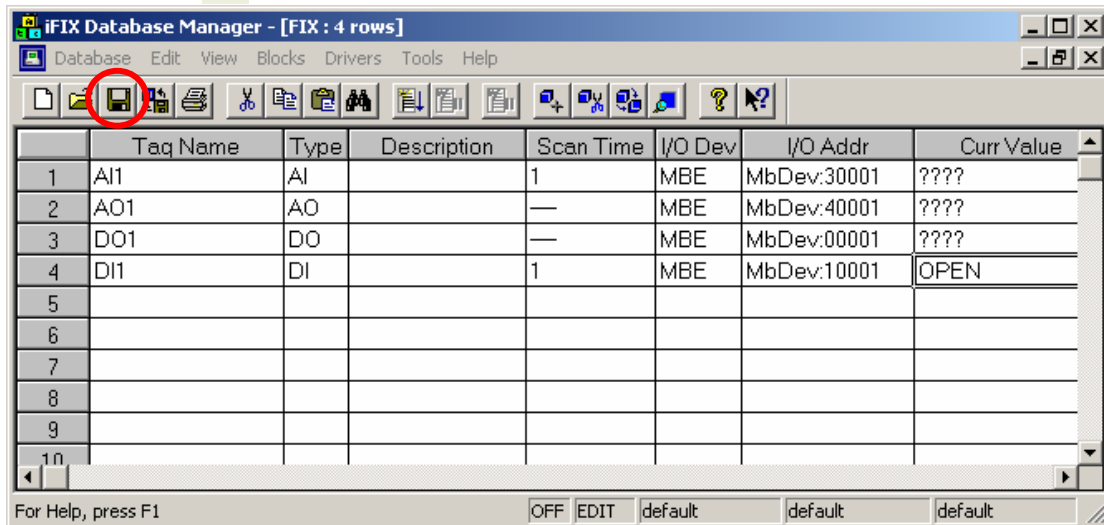 iFIX Database Manager - [FIX : 4 rows]
Database Edit View Blocks Drivers Tools Help
Tag Name Type Description Scan Time I/O Dev I/O Addr Curr Value
1 AI1 AI 1 MBE MbDev:30001 ????
2 AO1 AO — MBE MbDev:40001 ????
3 DO1 DO — MBE MbDev:00001 ????
4 DI1 DI 1 MBE MbDev:10001 OPEN
5
6
7
8
9
10
For Help, press F1 OFF EDIT default default default